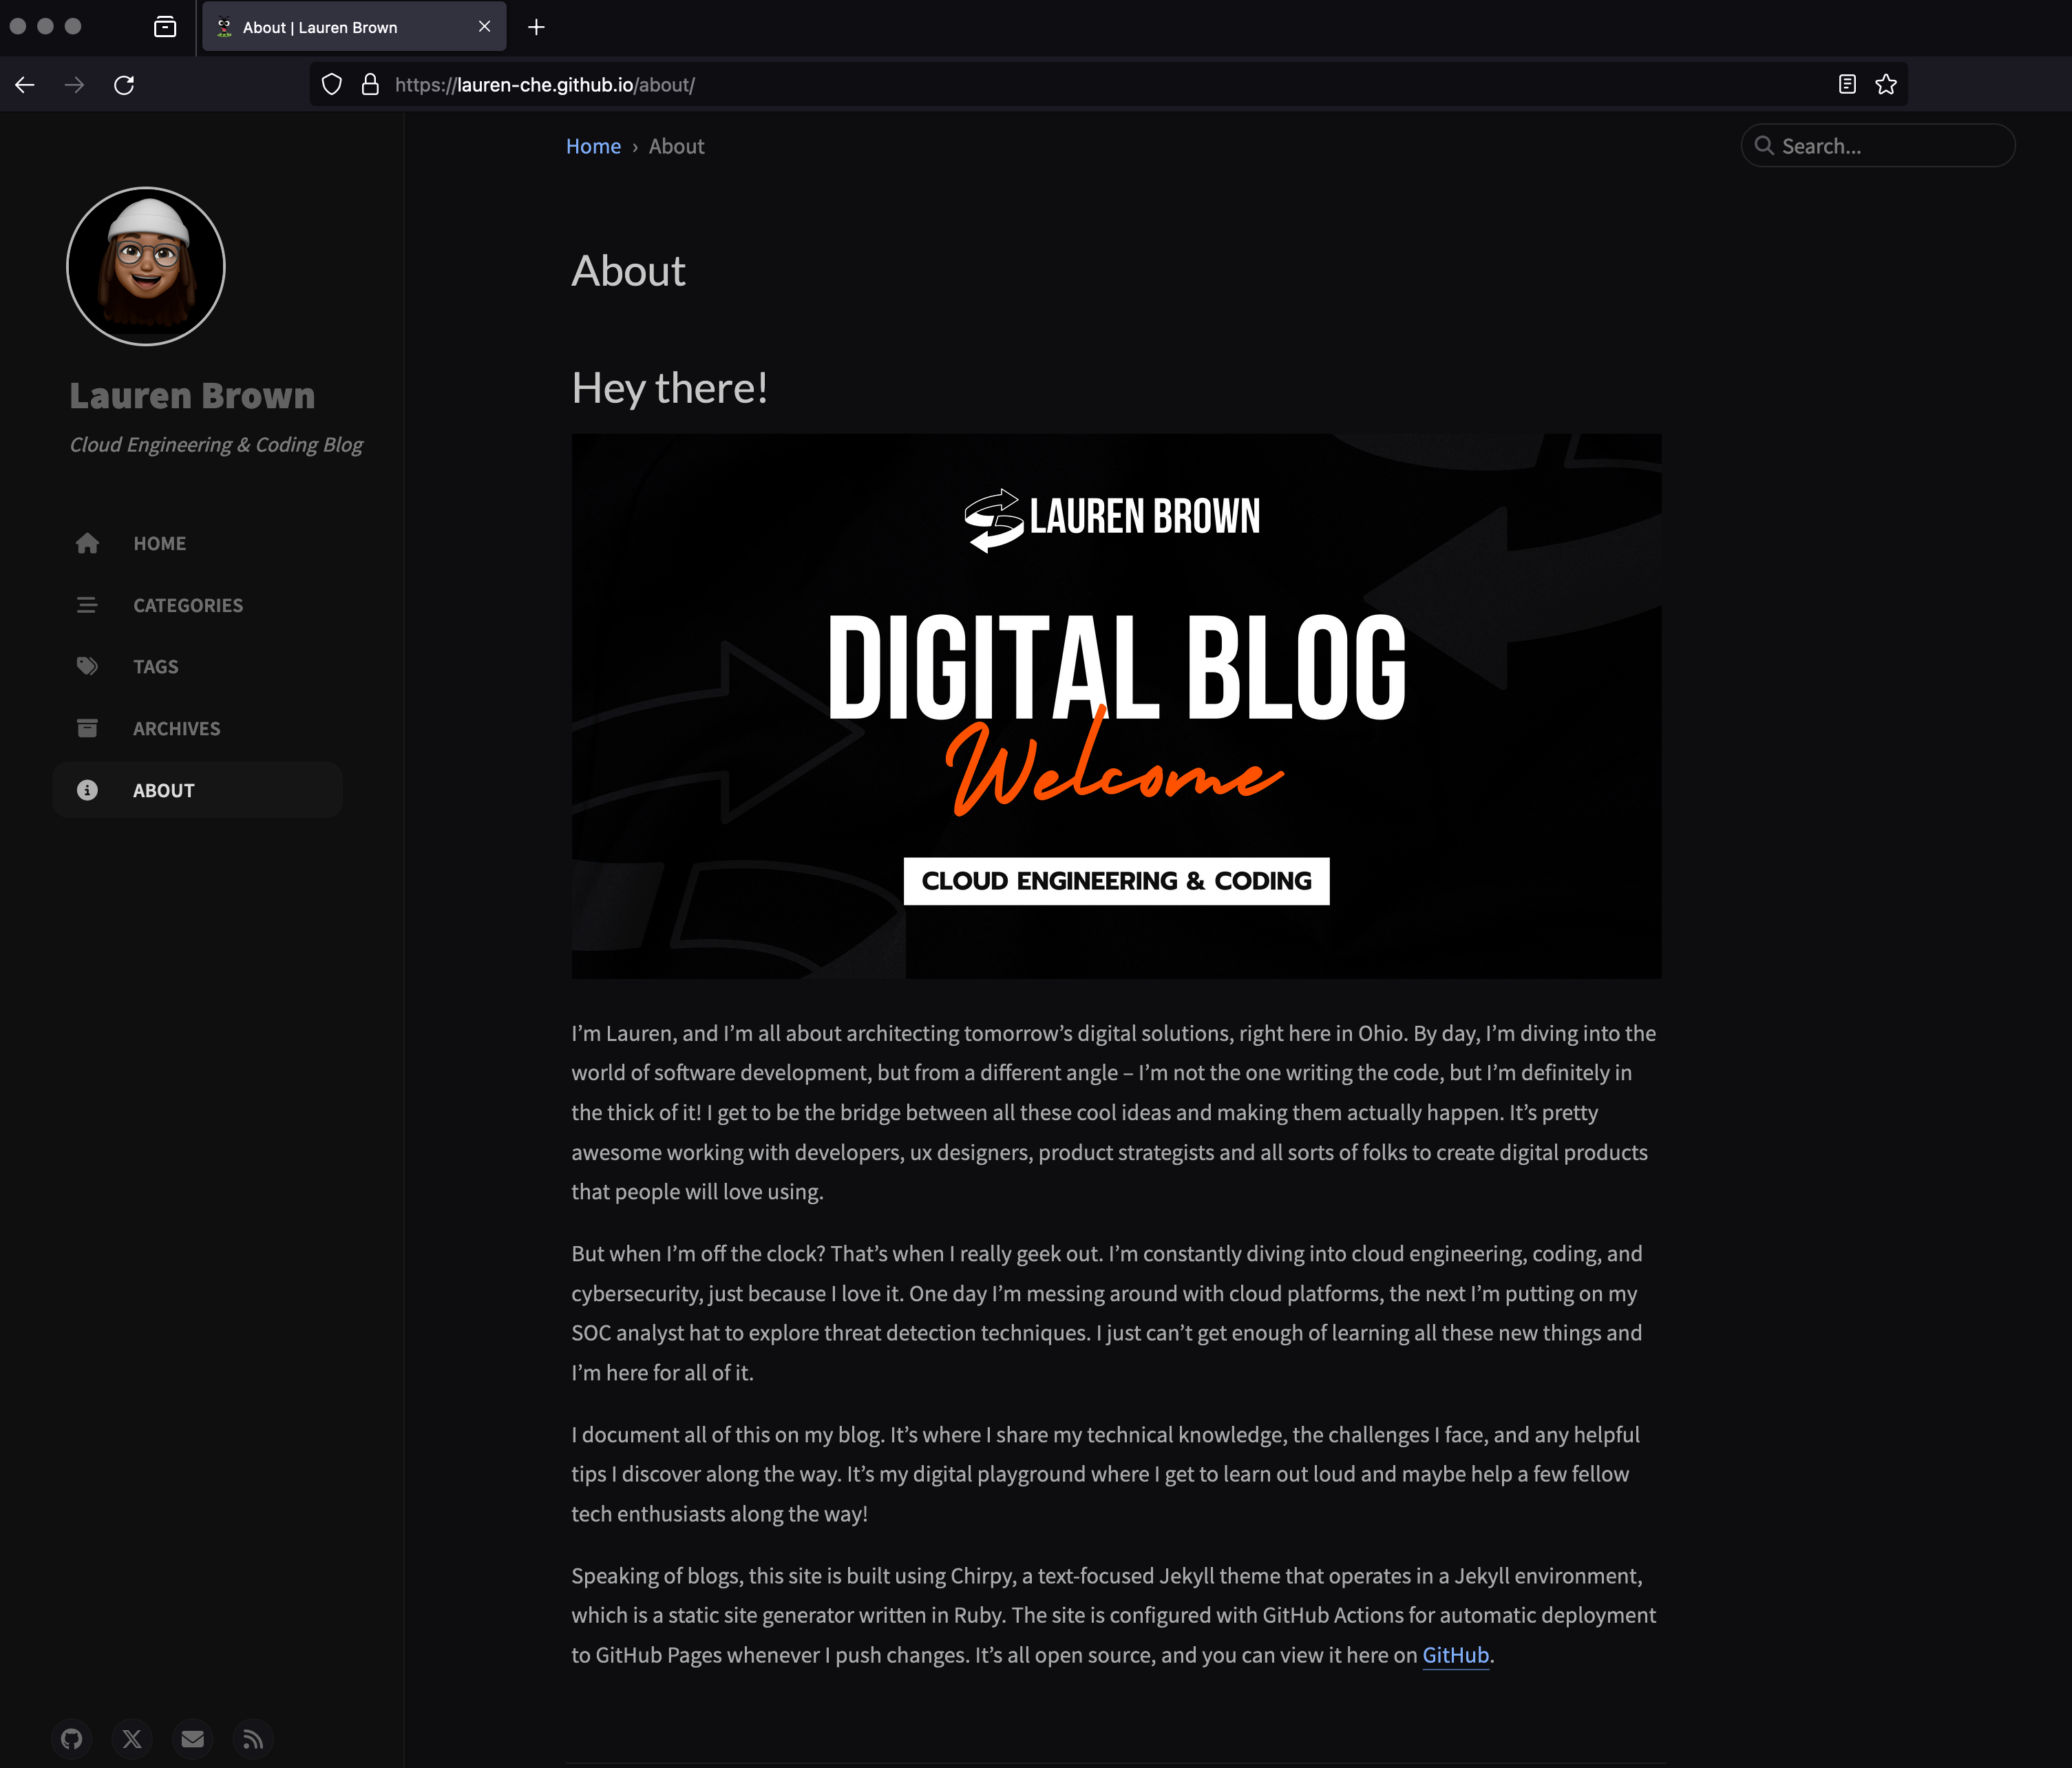 About | Lauren Brown
https://lauren-che.github.io/about/
Home › About
Search...
Lauren Brown
Cloud Engineering & Coding Blog
HOME
CATEGORIES
TAGS
ARCHIVES
ABOUT
About
Hey there!
LAUREN BROWN
DIGITAL BLOG
Welcome
CLOUD ENGINEERING & CODING
I’m Lauren, and I’m all about architecting tomorrow’s digital solutions, right here in Ohio. By day, I’m diving into the
world of software development, but from a different angle – I’m not the one writing the code, but I’m definitely in
the thick of it! I get to be the bridge between all these cool ideas and making them actually happen. It’s pretty
awesome working with developers, ux designers, product strategists and all sorts of folks to create digital products
that people will love using.
But when I’m off the clock? That’s when I really geek out. I’m constantly diving into cloud engineering, coding, and
cybersecurity, just because I love it. One day I’m messing around with cloud platforms, the next I’m putting on my
SOC analyst hat to explore threat detection techniques. I just can’t get enough of learning all these new things and
I’m here for all of it.
I document all of this on my blog. It’s where I share my technical knowledge, the challenges I face, and any helpful
tips I discover along the way. It’s my digital playground where I get to learn out loud and maybe help a few fellow
tech enthusiasts along the way!
Speaking of blogs, this site is built using Chirpy, a text-focused Jekyll theme that operates in a Jekyll environment,
which is a static site generator written in Ruby. The site is configured with GitHub Actions for automatic deployment
to GitHub Pages whenever I push changes. It’s all open source, and you can view it here on GitHub.